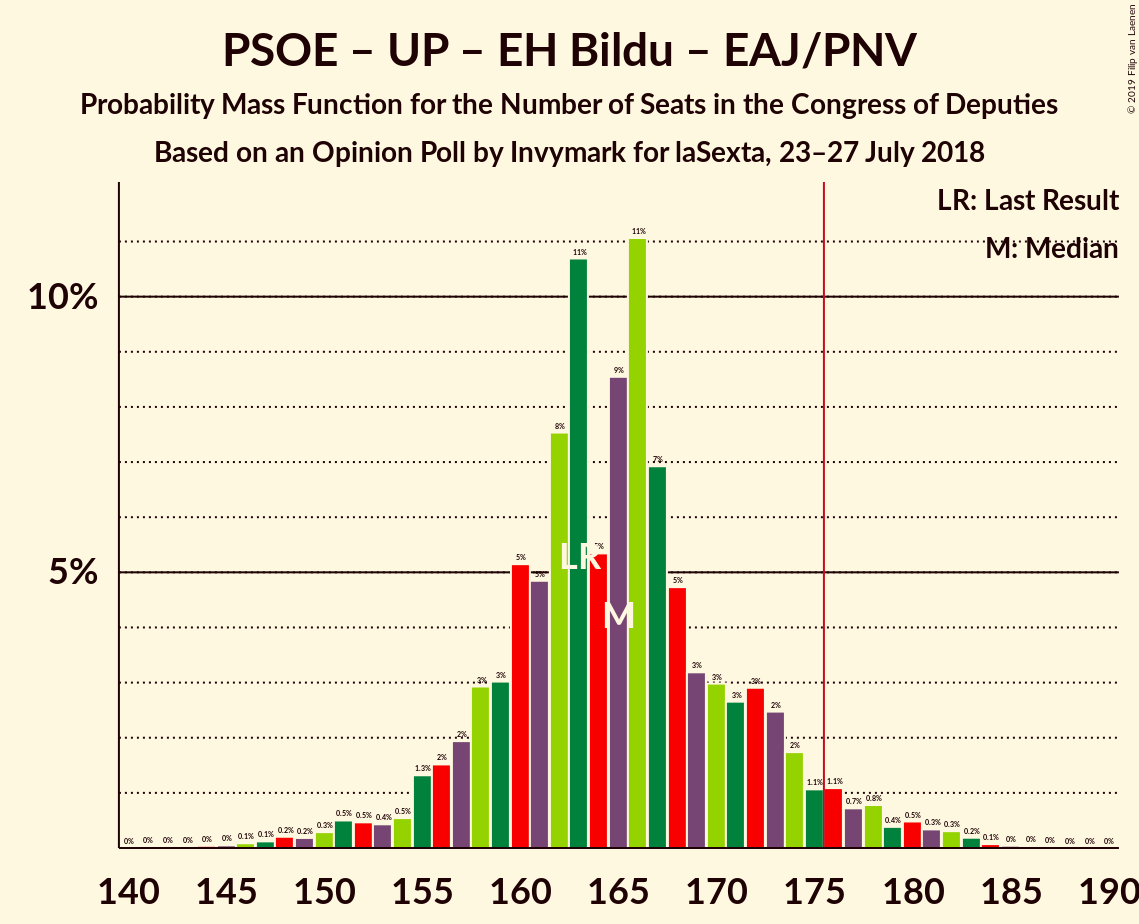 PSOE – UP – EH Bildu – EAJ/PNV
Probability Mass Function for the Number of Seats in the Congress of Deputies
Based on an Opinion Poll by Invymark for laSexta, 23–27 July 2018
© 2019 Filip van Laenen
LR: Last Result
M: Median
10%
5%
0% 0% 0% 0% 0% 0% 0.1% 0.1% 0.2% 0.2% 0.3% 0.5% 0.5% 0.4% 0.5% 1.3% 2% 2% 3% 3% 5% 5% 8% 11% 5% 9% 11% 7% 5% 3% 3% 3% 3% 2% 2% 1.1% 1.1% 0.7% 0.8% 0.4% 0.5% 0.3% 0.3% 0.2% 0.1% 0% 0% 0% 0% 0% 0%
LR
M
140 145 150 155 160 165 170 175 180 185 190